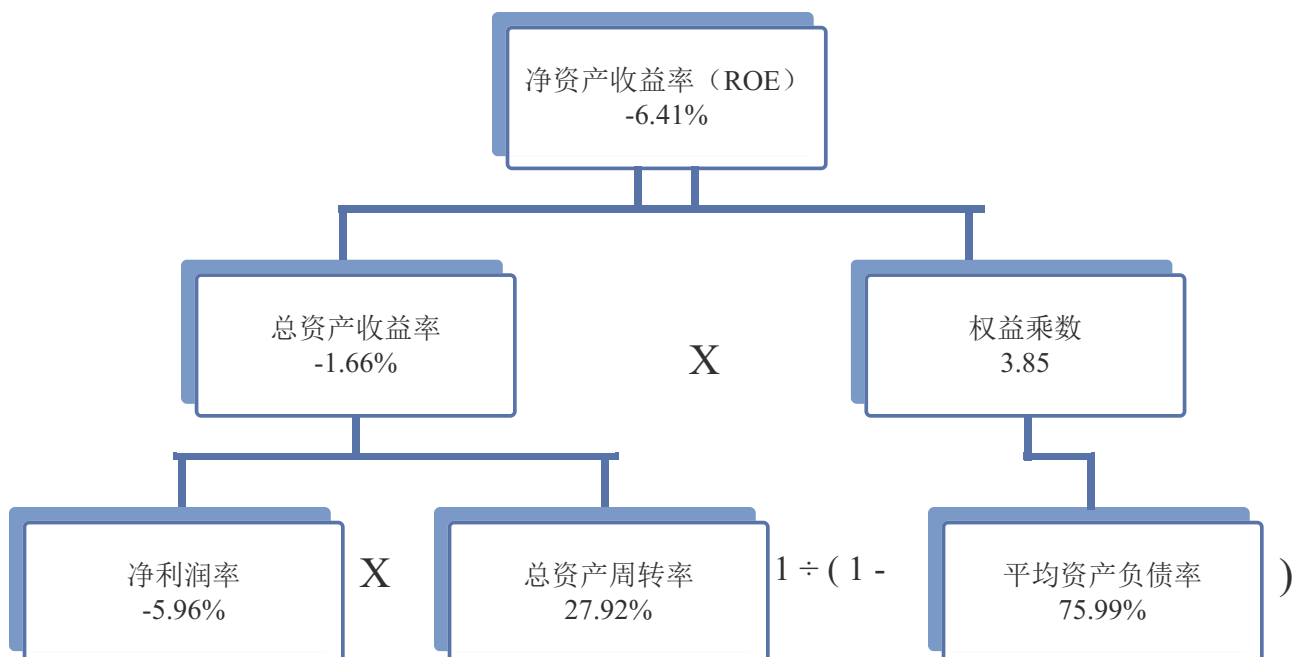 净资产收益率（ROE）
-6.41%
总资产收益率
-1.66%
X
权益乘数
3.85
净利润率
-5.96%
X
总资产周转率
27.92%
1 ÷ ( 1 -
平均资产负债率
75.99%
)